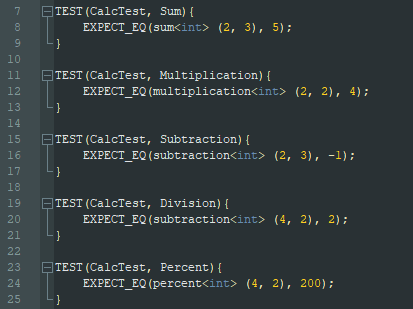 7 TEST(CalcTest, Sum){
8 EXPECT_EQ(sum<int> (2, 3), 5);
9 }
10
11 TEST(CalcTest, Multiplication){
12 EXPECT_EQ(multiplication<int> (2, 2), 4);
13 }
14
15 TEST(CalcTest, Subtraction){
16 EXPECT_EQ(subtraction<int> (2, 3), -1);
17 }
18
19 TEST(CalcTest, Division){
20 EXPECT_EQ(subtraction<int> (4, 2), 2);
21 }
22
23 TEST(CalcTest, Percent){
24 EXPECT_EQ(percent<int> (4, 2), 200);
25 }